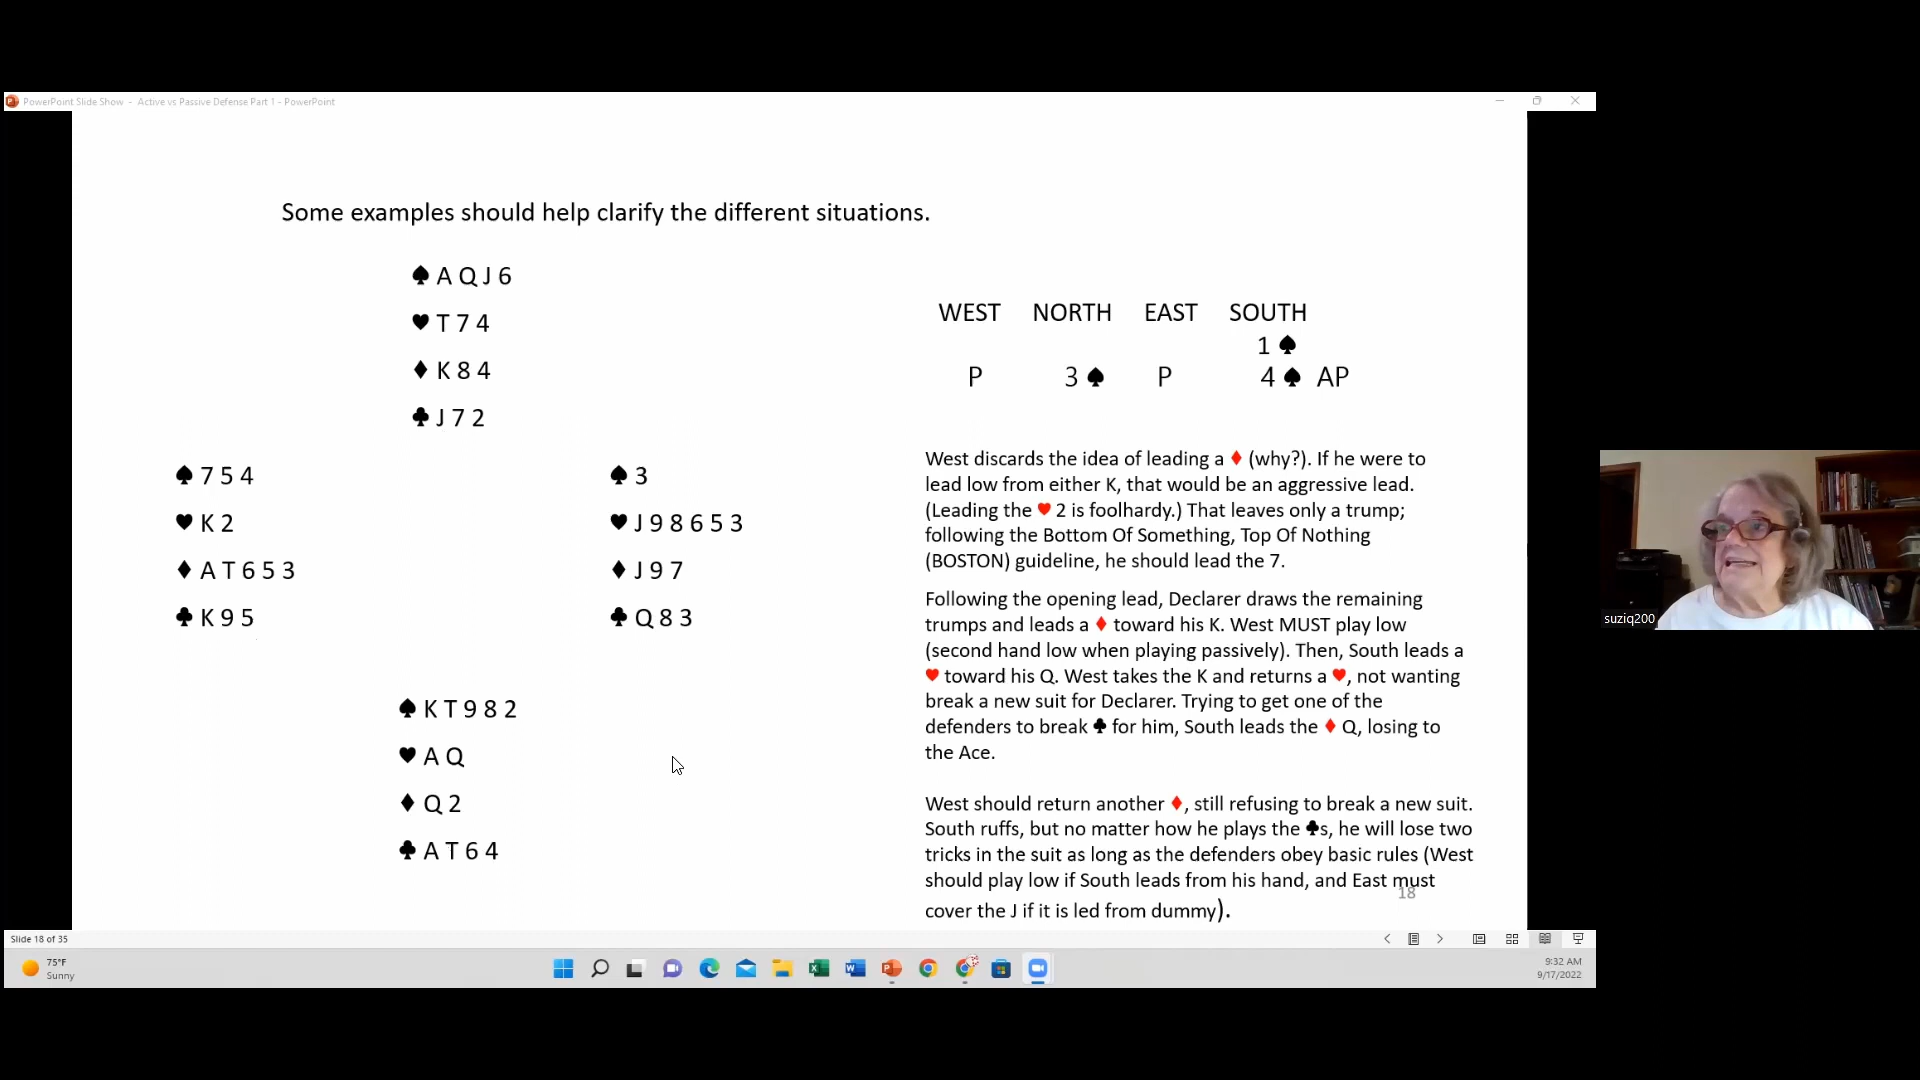 PowerPoint Slide Show - Active vs Passive Defense Part 1 - PowerPoint
Some examples should help clarify the different situations.
♠ A Q J 6
♥ T 7 4
♦ K 8 4
♣ J 7 2
♠ 7 5 4
♥ K 2
♦ A T 6 5 3
♣ K 9 5
♠ 3
♥ J 9 8 6 5 3
♦ J 9 7
♣ Q 8 3
♠ K T 9 8 2
♥ A Q
♦ Q 2
♣ A T 6 4
WEST NORTH EAST SOUTH
1 ♠
P 3 ♠ P 4 ♠ AP
West discards the idea of leading a ♦ (why?). If he were to
lead low from either K, that would be an aggressive lead.
(Leading the ♥ 2 is foolhardy.) That leaves only a trump;
following the Bottom Of Something, Top Of Nothing
(BOSTON) guideline, he should lead the 7.
Following the opening lead, Declarer draws the remaining
trumps and leads a ♦ toward his K. West MUST play low
(second hand low when playing passively). Then, South leads a
♥ toward his Q. West takes the K and returns a ♥, not wanting
break a new suit for Declarer. Trying to get one of the
defenders to break ♣ for him, South leads the ♦ Q, losing to
the Ace.
West should return another ♦, still refusing to break a new suit.
South ruffs, but no matter how he plays the ♣s, he will lose two
tricks in the suit as long as the defenders obey basic rules (West
should play low if South leads from his hand, and East must
18
cover the J if it is led from dummy).
suziq200
Slide 18 of 35
75°F
Sunny
9:32 AM
9/17/2022